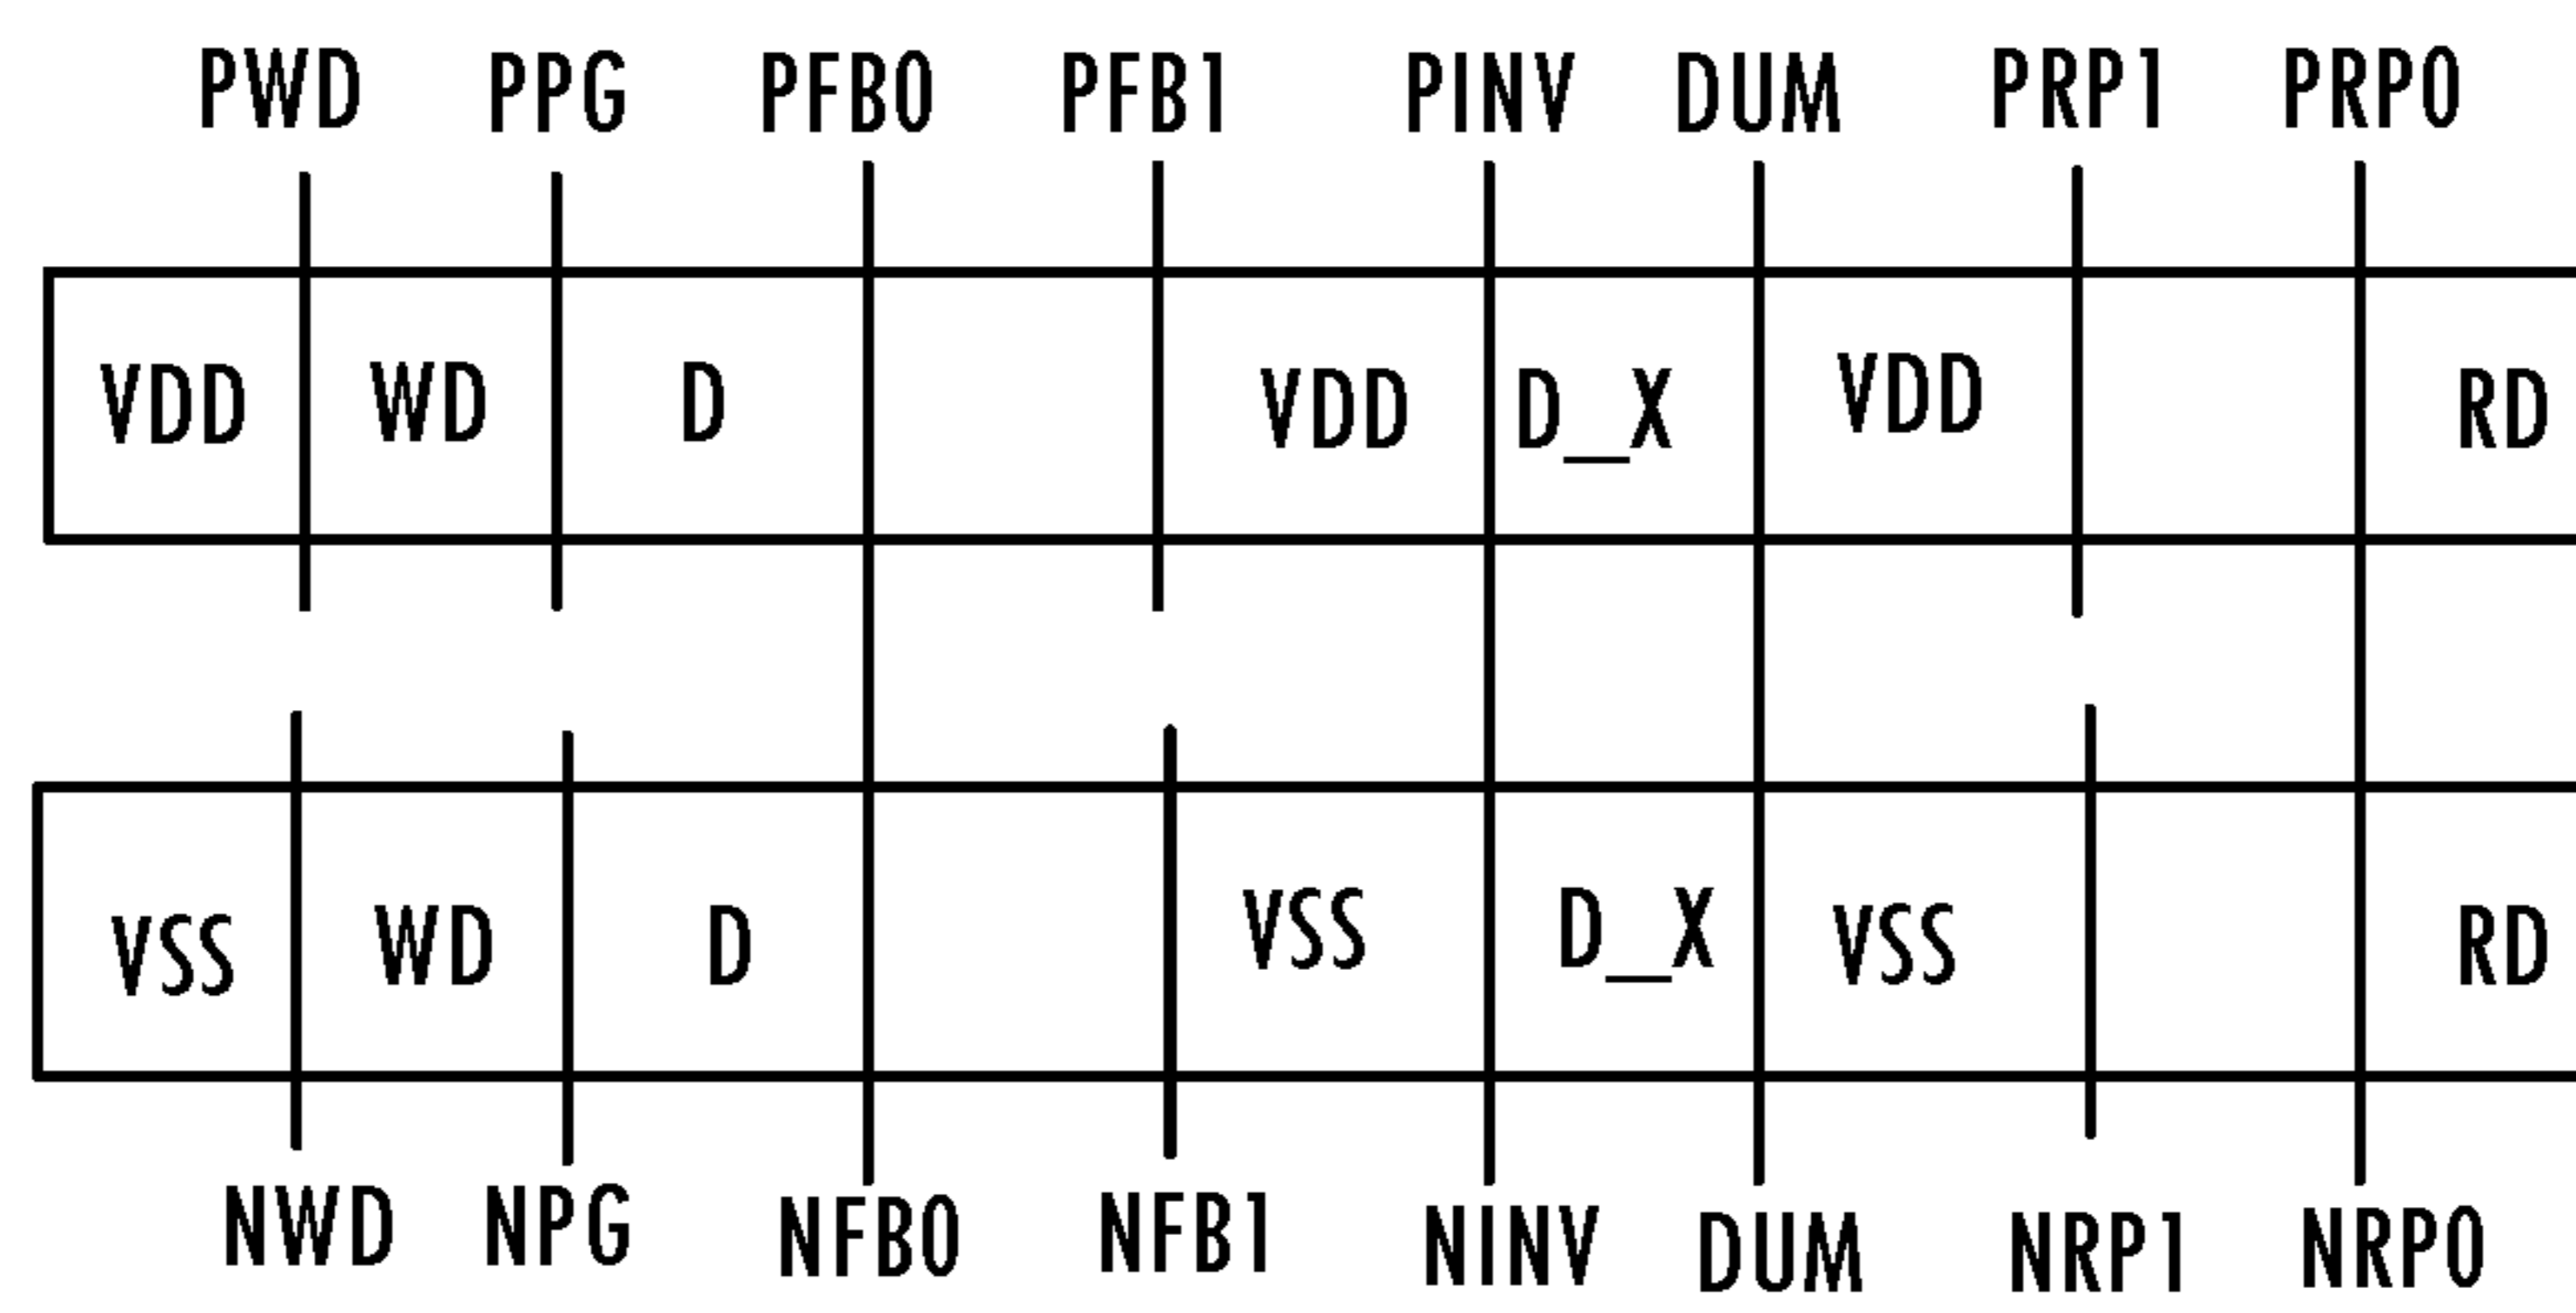 PWD PPG PFB0 PFB1 PINV DUM PRP1 PRP0
VDD WD D VDD D_X VDD RD
VSS WD D VSS D_X VSS RD
NWD NPG NFB0 NFB1 NINV DUM NRP1 NRP0